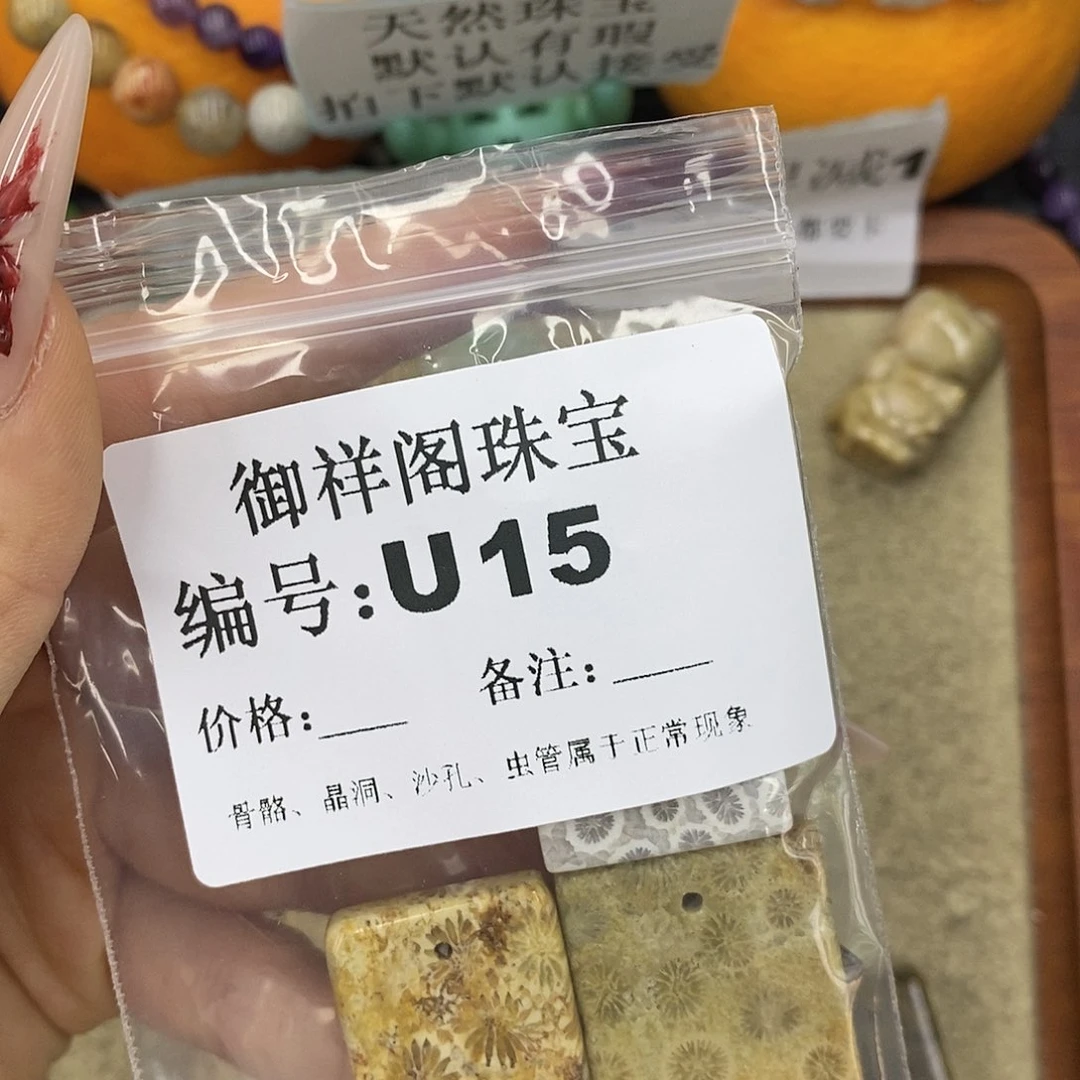 天然珠宝
默认有瑕
拍下默认接受
御祥阁珠宝
编号:U15
价格:___ 备注:___
骨骼、晶洞、沙孔、虫管属于正常现象